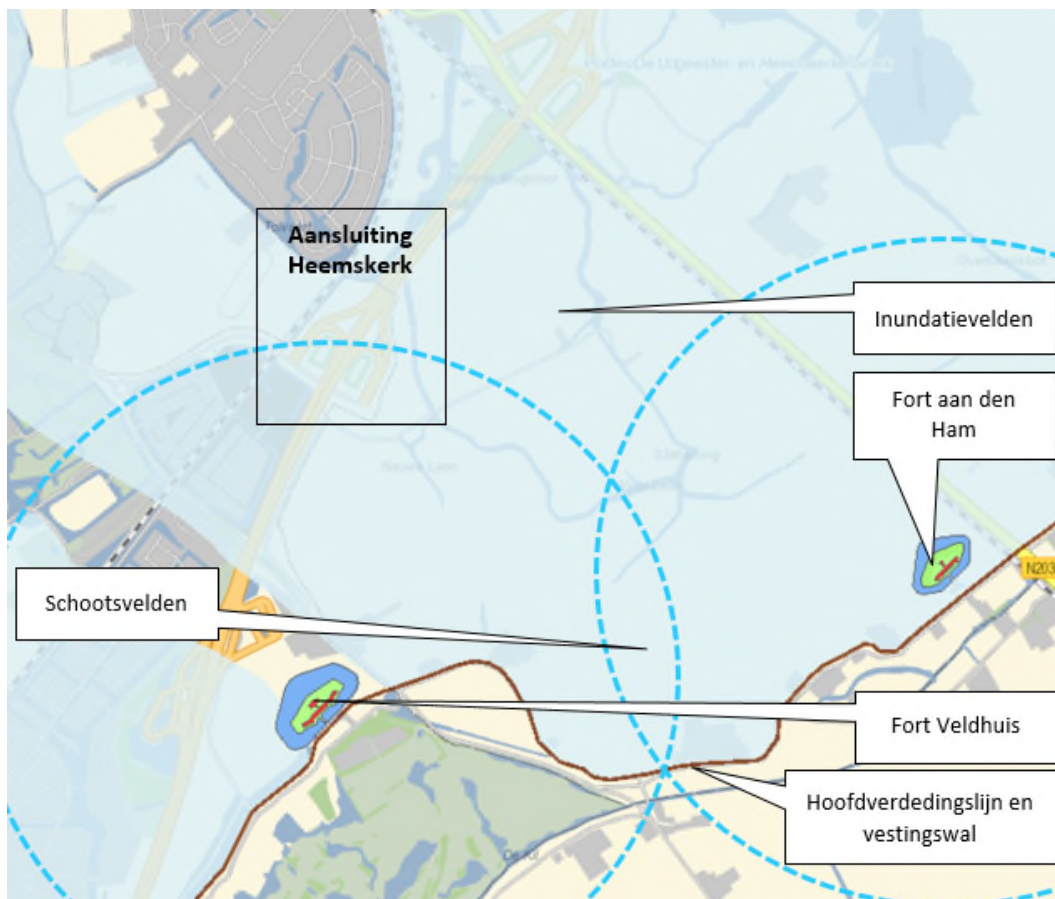 Aansluiting
Heemskerk
Inundatievelden
Fort aan den
Ham
Schootsvelden
N203
Fort Veldhuis
Hoofdverdedingslijn en
vestingswal